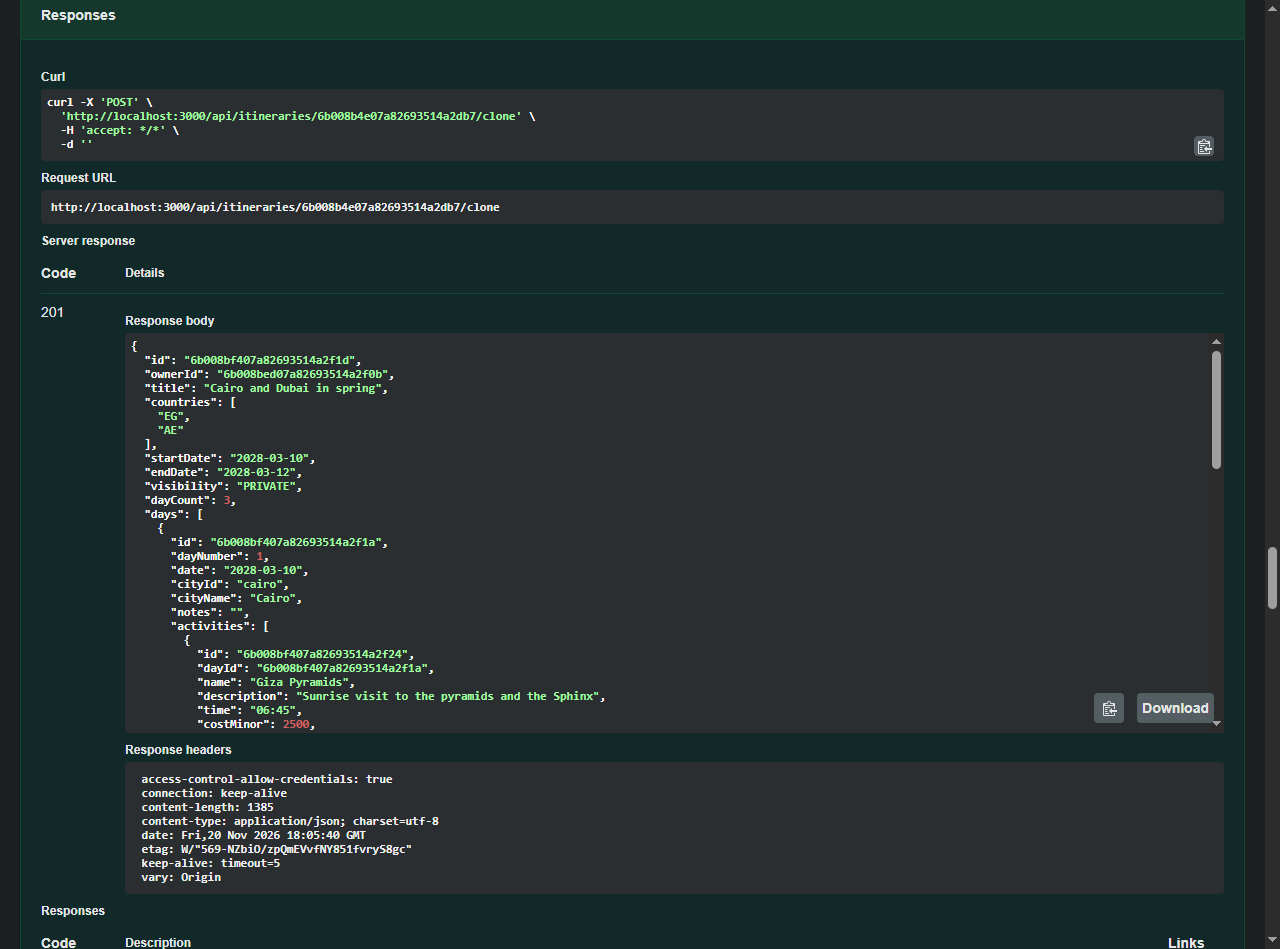 Responses
Curl
curl -X 'POST' \
'http://localhost:3000/api/itineraries/6b008b4e07a82693514a2db7/clone' \
-H 'accept: */*' \
-d ''
Request URL
http://localhost:3000/api/itineraries/6b008b4e07a82693514a2db7/clone
Server response
Code Details
201
Response body
{
"id": "6b008bf407a82693514a2f1d",
"ownerId": "6b008bed07a82693514a2f0b",
"title": "Cairo and Dubai in spring",
"countries": [
"EG",
"AE"
],
"startDate": "2028-03-10",
"endDate": "2028-03-12",
"visibility": "PRIVATE",
"dayCount": 3,
"days": [
{
"id": "6b008bf407a82693514a2f1a",
"dayNumber": 1,
"date": "2028-03-10",
"cityId": "cairo",
"cityName": "Cairo",
"notes": "",
"activities": [
{
"id": "6b008bf407a82693514a2f24",
"dayId": "6b008bf407a82693514a2f1a",
"name": "Giza Pyramids",
"description": "Sunrise visit to the pyramids and the Sphinx",
"time": "06:45",
"costMinor": 2500,
Download
Response headers
access-control-allow-credentials: true
connection: keep-alive
content-length: 1385
content-type: application/json; charset=utf-8
date: Fri,20 Nov 2026 18:05:40 GMT
etag: W/"569-NZbiO/zpQmEVvfNY851fvryS8gc"
keep-alive: timeout=5
vary: Origin
Responses
Code Description Links